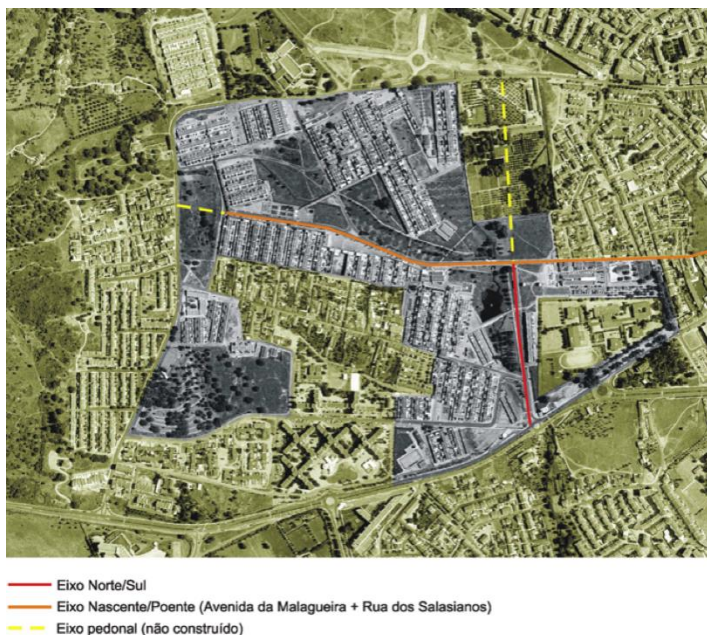 Eixo Norte/Sul
Eixo Nascente/Poente (Avenida da Malagueira + Rua dos Salasianos)
Eixo pedonal (não construído)